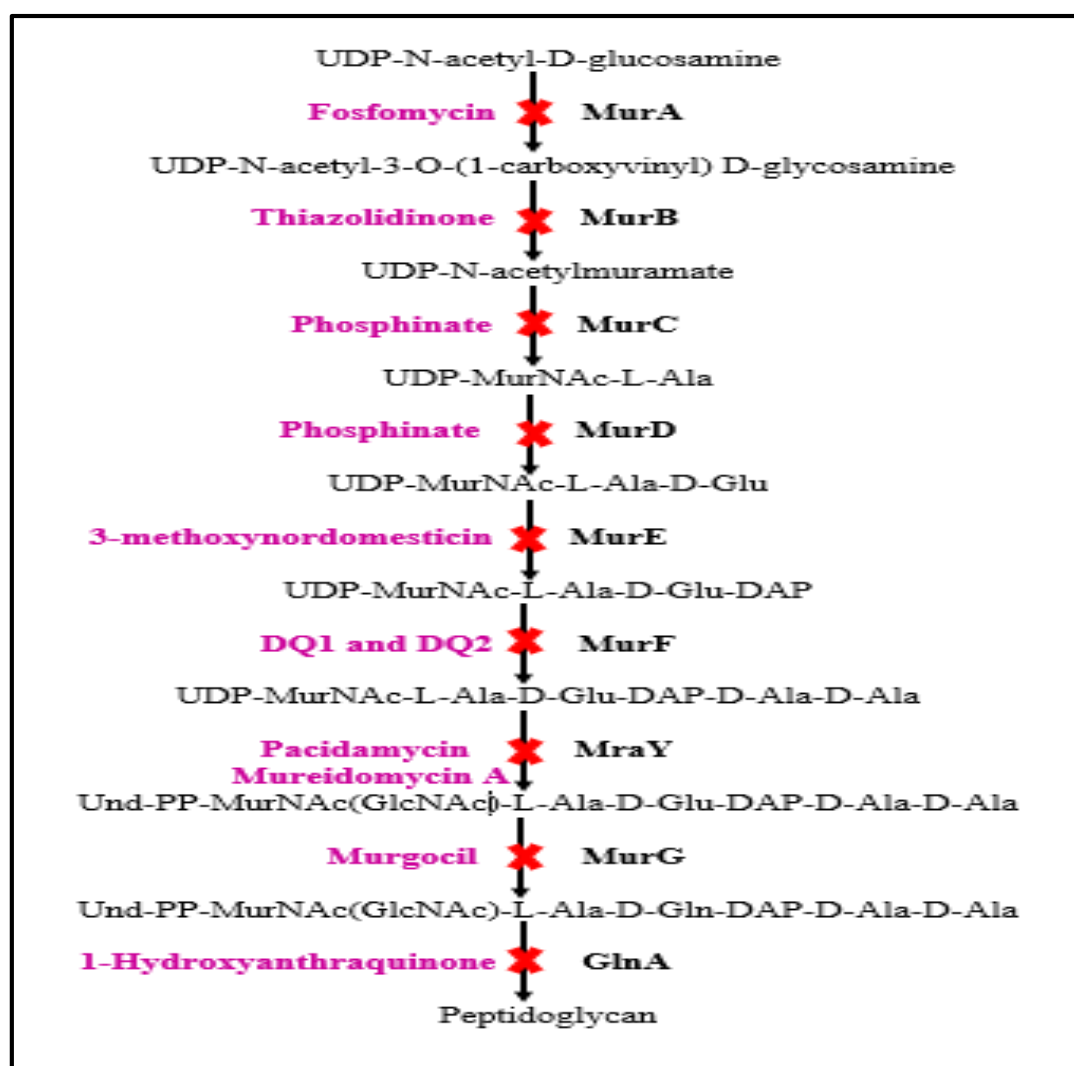 UDP-N-acetyl-D-glucosamine
Fosfomycin MurA
UDP-N-acetyl-3-O-(1-carboxyvinyl) D-glycosamine
Thiazolidinone MurB
UDP-N-acetylmuramate
Phosphinate MurC
UDP-MurNAc-L-Ala
Phosphinate MurD
UDP-MurNAc-L-Ala-D-Glu
3-methoxynordomesticin MurE
UDP-MurNAc-L-Ala-D-Glu-DAP
DQ1 and DQ2 MurF
UDP-MurNAc-L-Ala-D-Glu-DAP-D-Ala-D-Ala
Pacidamycin MraY
Mureidomycin A
Und-PP-MurNAc(GlcNAc)-L-Ala-D-Glu-DAP-D-Ala-D-Ala
Murgocil MurG
Und-PP-MurNAc(GlcNAc)-L-Ala-D-Gln-DAP-D-Ala-D-Ala
1-Hydroxyanthraquinone GlnA
Peptidoglycan